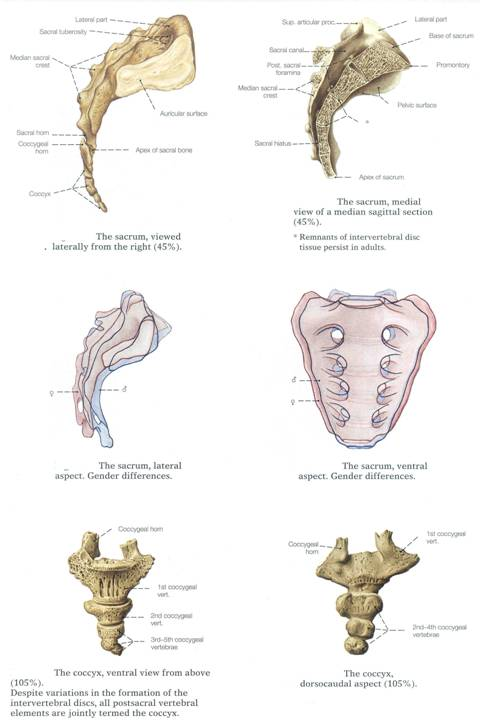 Lateral part
Sacral tuberosity
Median sacral
crest
Auricular surface
Sacral horn
Coccygeal
horn
Apex of sacral bone
Coccyx
The sacrum, viewed
laterally from the right (45%).
Sup. articular proc.
Lateral part
Base of sacrum
Sacral canal
Promontory
Post. sacral
foramina
Median sacral
crest
Pelvic surface
*
Sacral hiatus
Apex of sacrum
The sacrum, medial
view of a median sagittal section
(45%).
* Remnants of intervertebral disc
tissue persist in adults.
♀
♂
The sacrum, lateral
aspect. Gender differences.
♂
♀
The sacrum, ventral
aspect. Gender differences.
Coccygeal horn
1st coccygeal
vert.
2nd coccygeal
vert.
3rd–5th coccygeal
vertebrae
The coccyx, ventral view from above
(105%).
Despite variations in the formation of the
intervertebral discs, all postsacral vertebral
elements are jointly termed the coccyx.
Coccygeal
horn
1st coccygeal
vert.
2nd–4th coccygeal
vertebrae
The coccyx,
dorsocaudal aspect (105%).